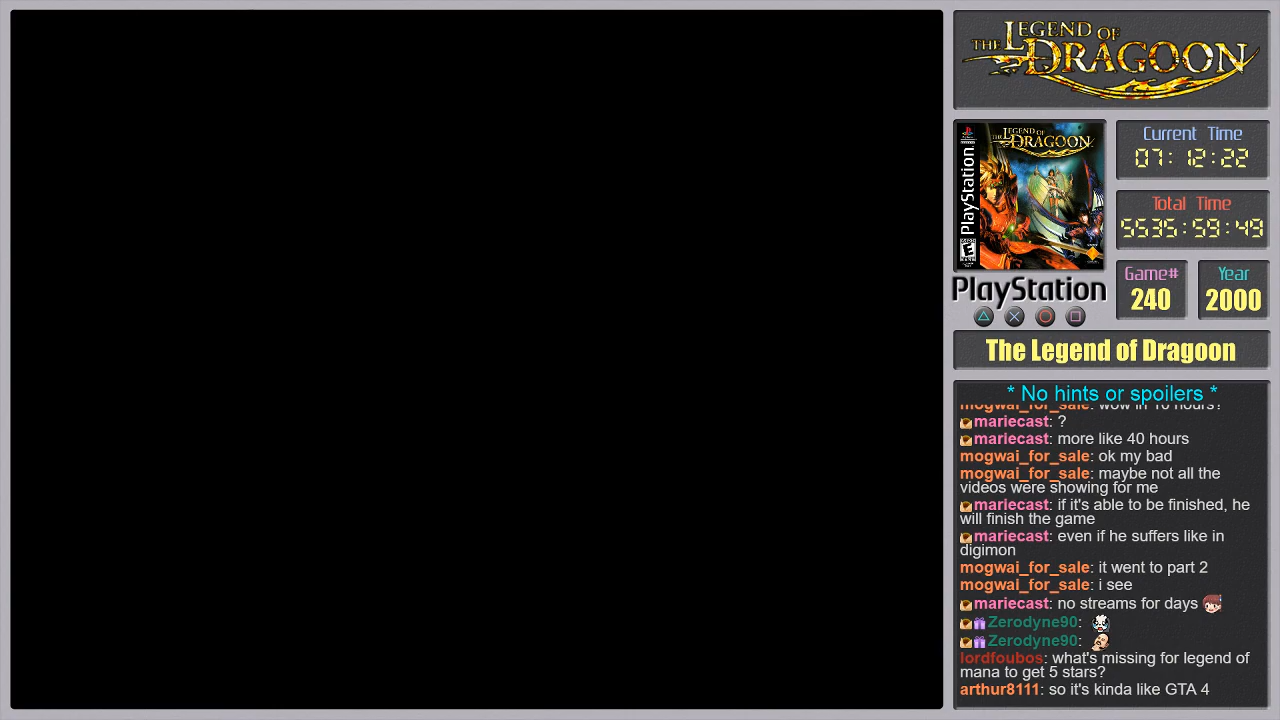 THE LEGEND OF
DRAGOON
PlayStation
THE LEGEND OF
DRAGOON
PlayStation
Current Time
07:12:22
Total Time
5535:59:49
Game#
240
Year
2000
The Legend of Dragoon
* No hints or spoilers *
mogwai_for_sale: wow in 10 hours?
mariecast: ?
mariecast: more like 40 hours
mogwai_for_sale: ok my bad
mogwai_for_sale: maybe not all the
videos were showing for me
mariecast: if it's able to be finished, he
will finish the game
mariecast: even if he suffers like in
digimon
mogwai_for_sale: it went to part 2
mogwai_for_sale: i see
mariecast: no streams for days
Zerodyne90:
Zerodyne90:
lordfoubos: what's missing for legend of
mana to get 5 stars?
arthur8111: so it's kinda like GTA 4